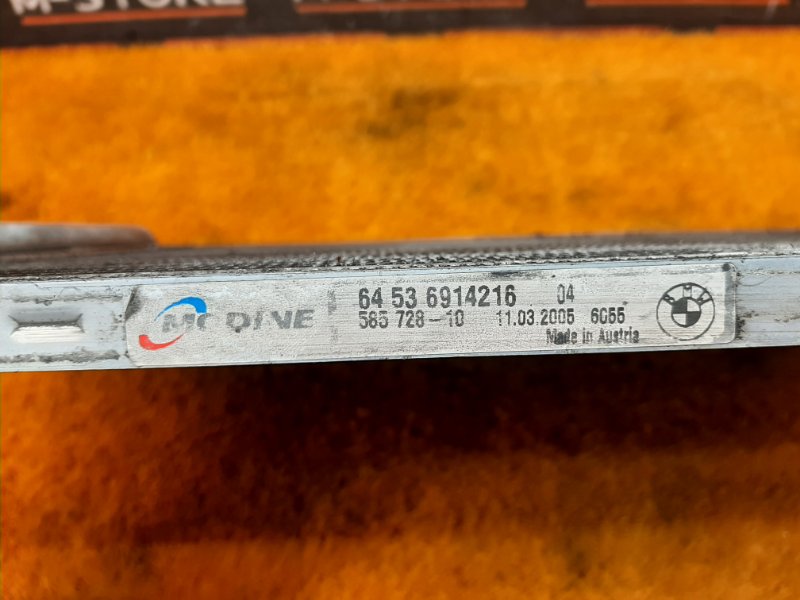 M-STORE
MODINE
64 53 6914216 04
585 728-10 11.03.2005 6055
Made in Austria
BMW